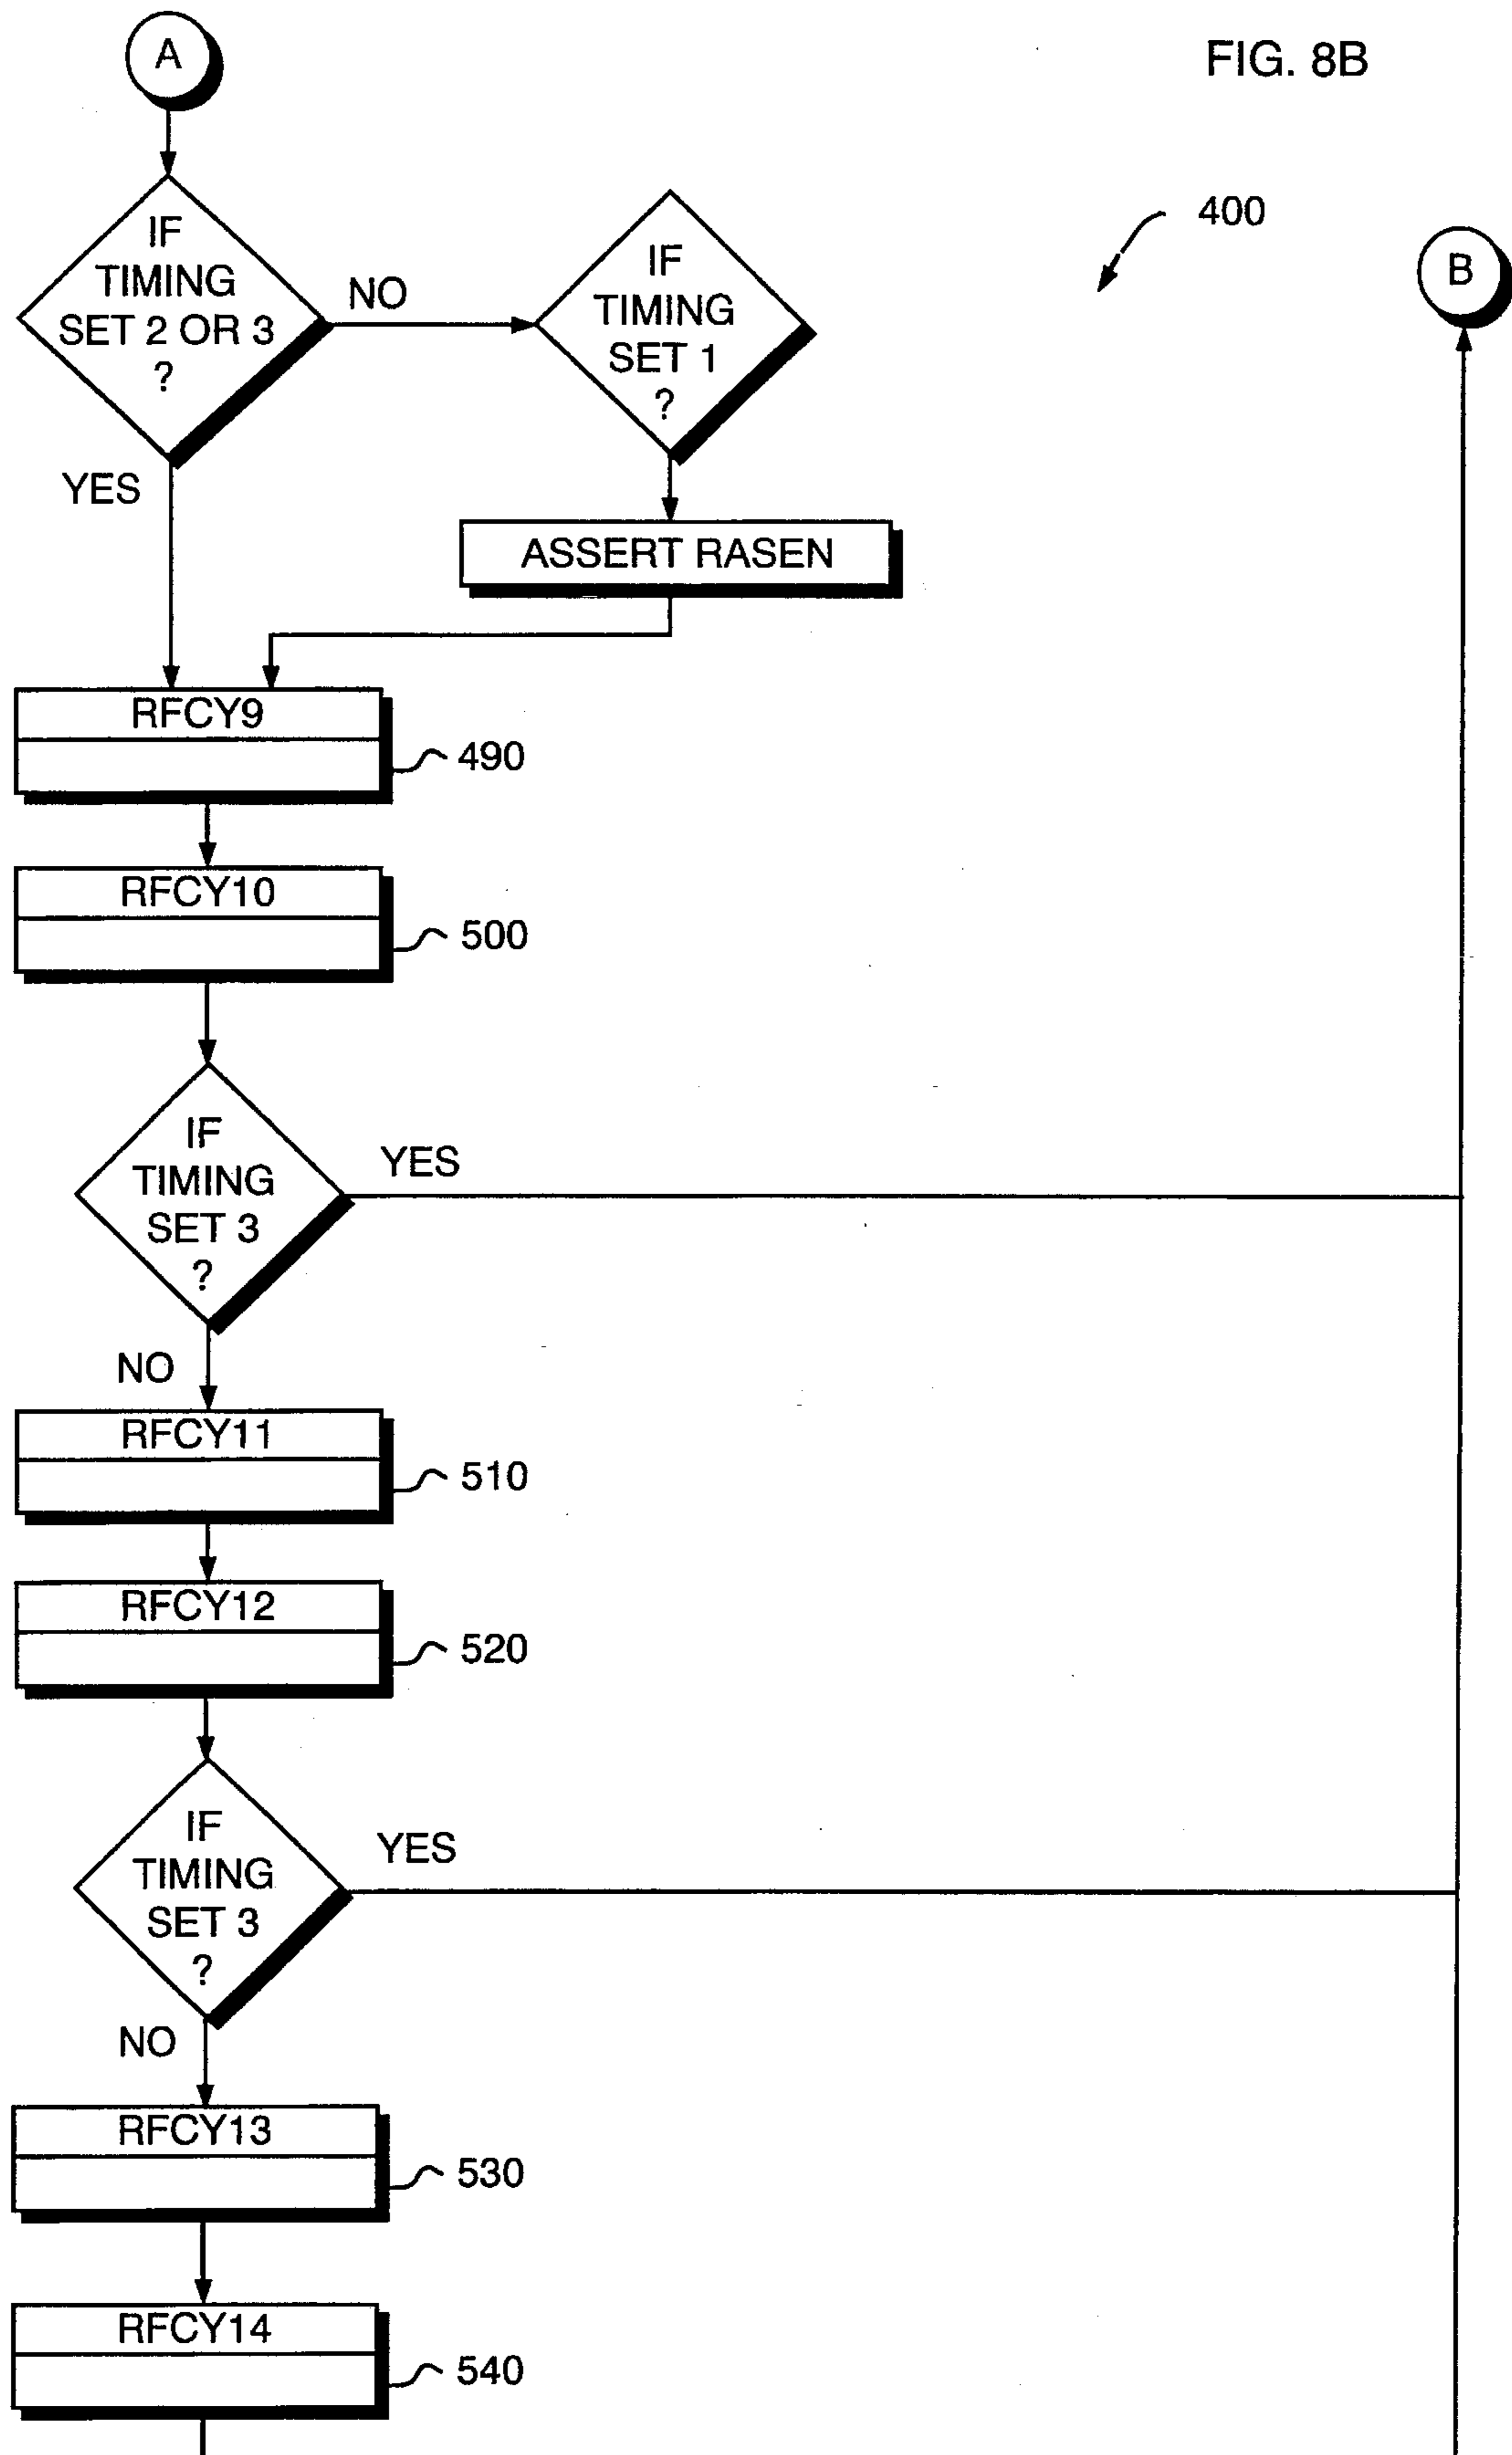 A
FIG. 8B
400
B
IF
TIMING
SET 2 OR 3
?
NO
IF
TIMING
SET 1
?
YES
ASSERT RASEN
RFCY9
490
RFCY10
500
IF
TIMING
SET 3
?
YES
NO
RFCY11
510
RFCY12
520
IF
TIMING
SET 3
?
YES
NO
RFCY13
530
RFCY14
540